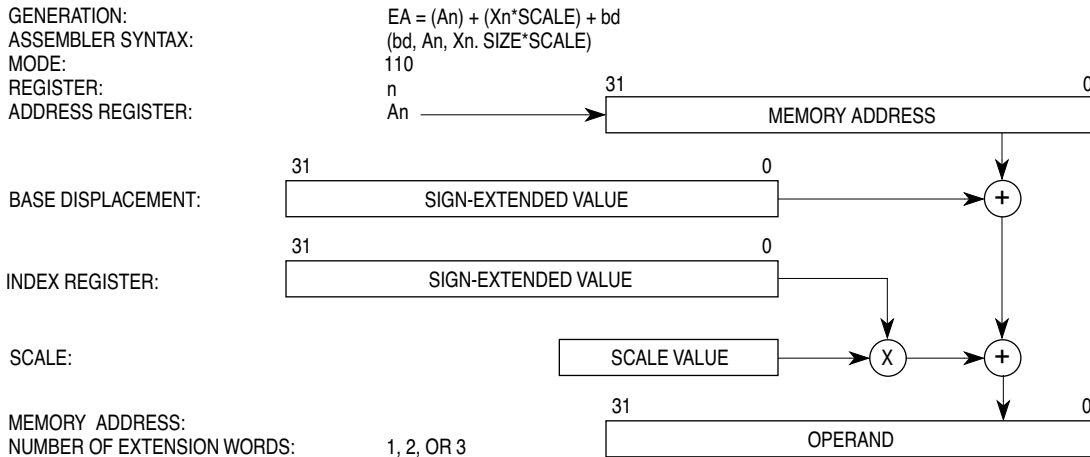 GENERATION: EA = (An) + (Xn*SCALE) + bd
ASSEMBLER SYNTAX: (bd, An, Xn. SIZE*SCALE)
MODE: 110
REGISTER: n
31 0
ADDRESS REGISTER: An MEMORY ADDRESS
31 0
BASE DISPLACEMENT: SIGN-EXTENDED VALUE +
31 0
INDEX REGISTER: SIGN-EXTENDED VALUE
SCALE: SCALE VALUE X +
31 0
MEMORY ADDRESS: OPERAND
NUMBER OF EXTENSION WORDS: 1, 2, OR 3